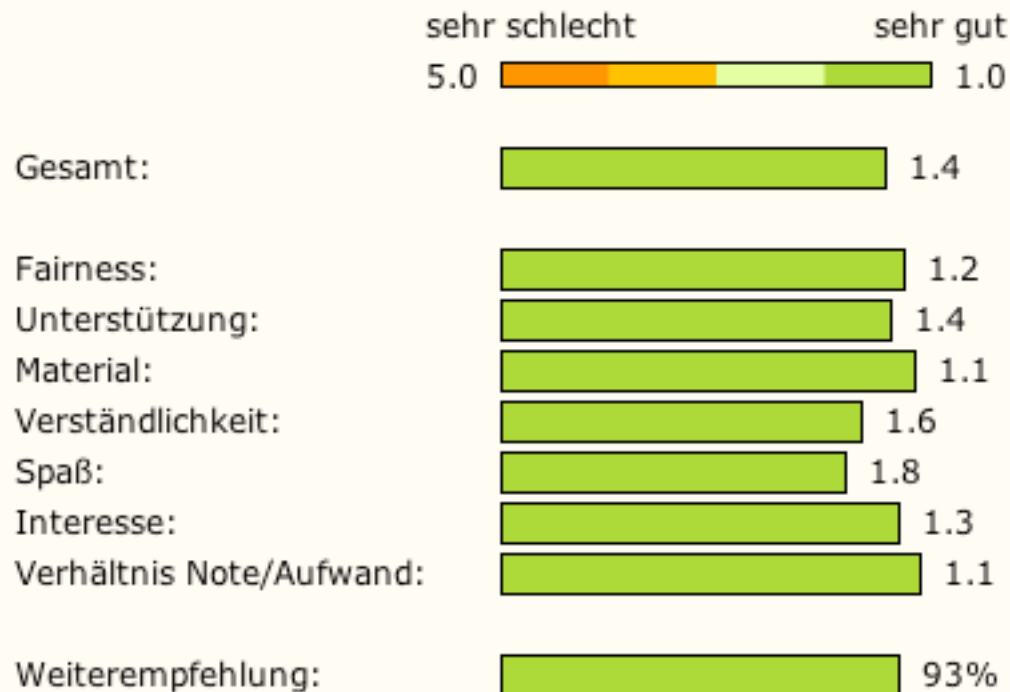 sehr schlecht sehr gut
5.0 1.0
Gesamt: 1.4
Fairness: 1.2
Unterstützung: 1.4
Material: 1.1
Verständlichkeit: 1.6
Spaß: 1.8
Interesse: 1.3
Verhältnis Note/Aufwand: 1.1
Weiterempfehlung: 93%